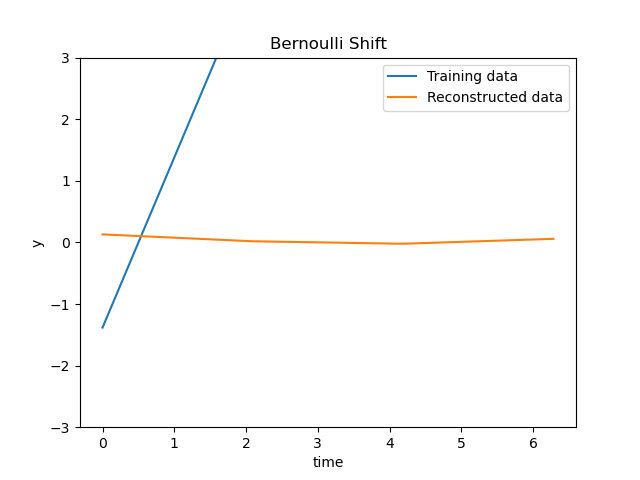 Bernoulli Shift
Training data
Reconstructed data
3
2
1
0
−1
−2
−3
y
0 1 2 3 4 5 6
time